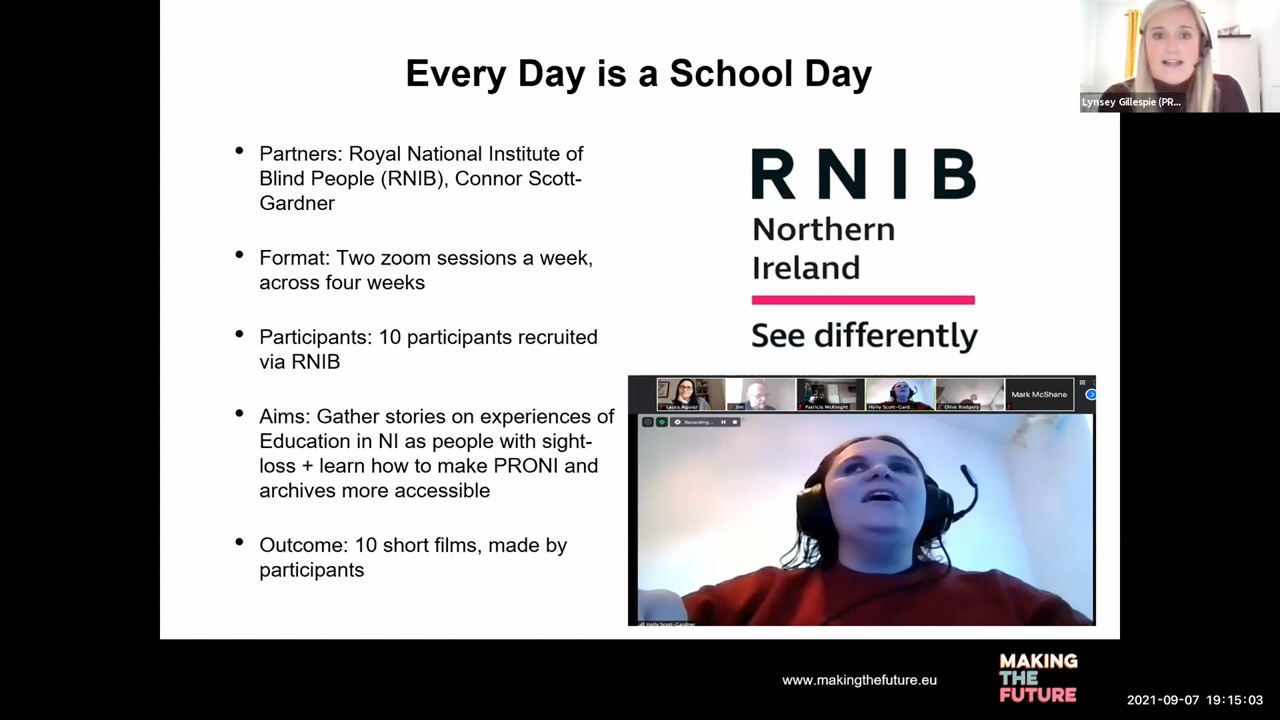 Every Day is a School Day
Lynsey Gillespie (PR...
• Partners: Royal National Institute of
Blind People (RNIB), Connor Scott-
Gardner
• Format: Two zoom sessions a week,
across four weeks
• Participants: 10 participants recruited
via RNIB
• Aims: Gather stories on experiences of
Education in NI as people with sight-
loss + learn how to make PRONI and
archives more accessible
• Outcome: 10 short films, made by
participants
RNIB
Northern
Ireland
See differently
Laura Aguiar
Jim
Patricia McKnight
Holly Scott-Gard...
Olive Rodgers
Mark McShane
Recording...
Holly Scott-Gardner
www.makingthefuture.eu
MAKING
THE
FUTURE
2021-09-07 19:15:03